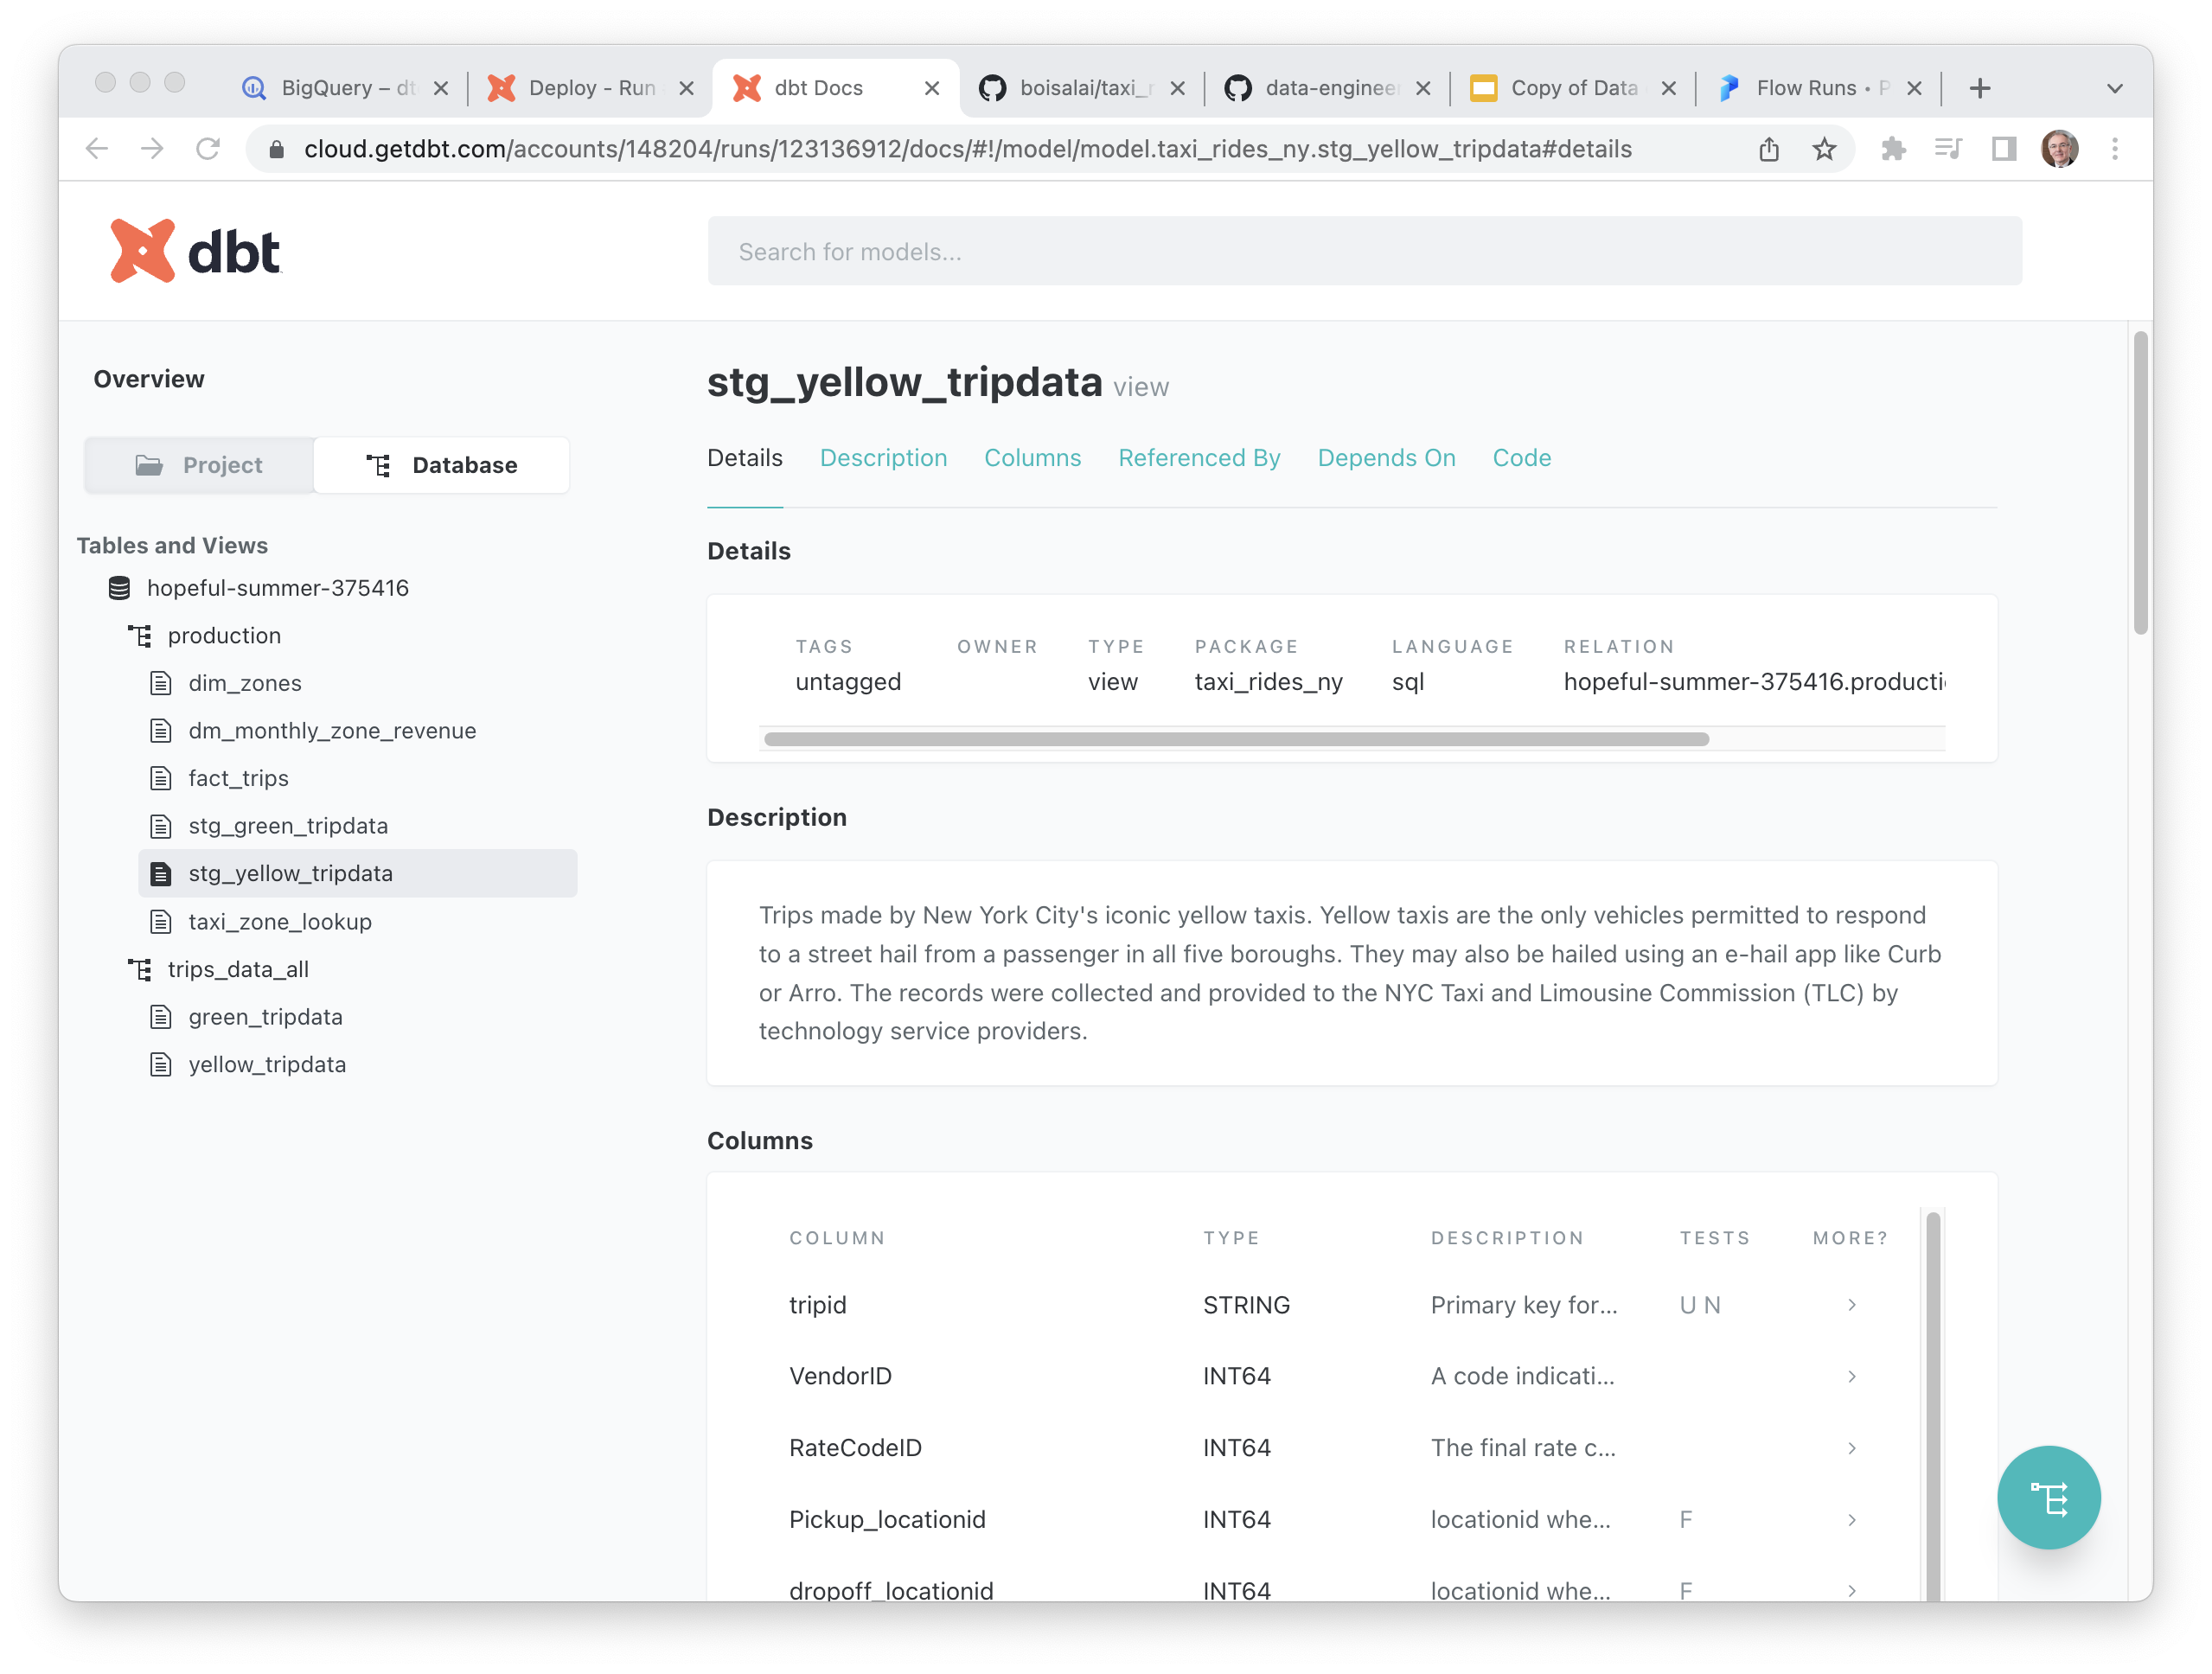 BigQuery – dt
Deploy - Run
dbt Docs
boisalai/taxi_r
data-engineer
Copy of Data
Flow Runs • P
cloud.getdbt.com/accounts/148204/runs/123136912/docs/#!/model/model.taxi_rides_ny.stg_yellow_tripdata#details
dbt
Search for models...
Overview
Project
Database
Tables and Views
hopeful-summer-375416
production
dim_zones
dm_monthly_zone_revenue
fact_trips
stg_green_tripdata
stg_yellow_tripdata
taxi_zone_lookup
trips_data_all
green_tripdata
yellow_tripdata
stg_yellow_tripdata view
Details Description Columns Referenced By Depends On Code
Details
TAGS OWNER TYPE PACKAGE LANGUAGE RELATION
untagged view taxi_rides_ny sql hopeful-summer-375416.producti
Description
Trips made by New York City's iconic yellow taxis. Yellow taxis are the only vehicles permitted to respond
to a street hail from a passenger in all five boroughs. They may also be hailed using an e-hail app like Curb
or Arro. The records were collected and provided to the NYC Taxi and Limousine Commission (TLC) by
technology service providers.
Columns
COLUMN TYPE DESCRIPTION TESTS MORE?
tripid STRING Primary key for... U N
VendorID INT64 A code indicati...
RateCodeID INT64 The final rate c...
Pickup_locationid INT64 locationid whe... F
dropoff_locationid INT64 locationid whe... F